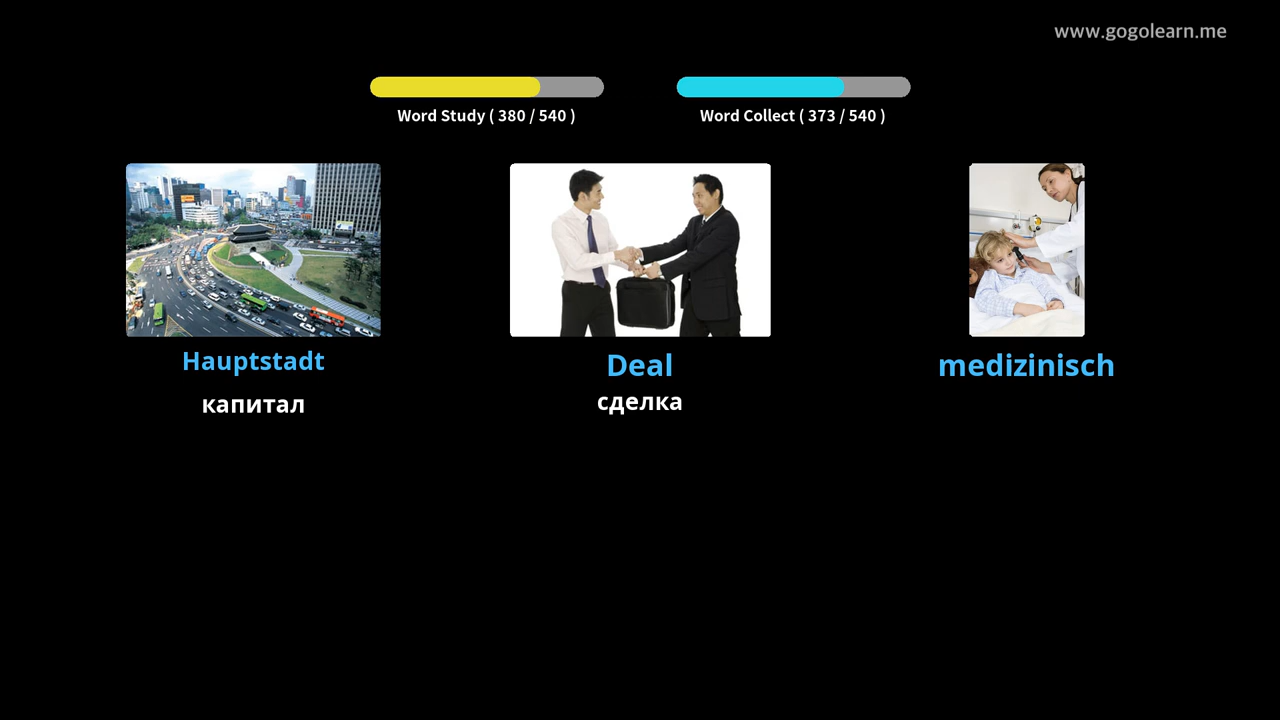 www.gogolearn.me
Word Study ( 380 / 540 )
Word Collect ( 373 / 540 )
Hauptstadt
капитал
Deal
сделка
medizinisch